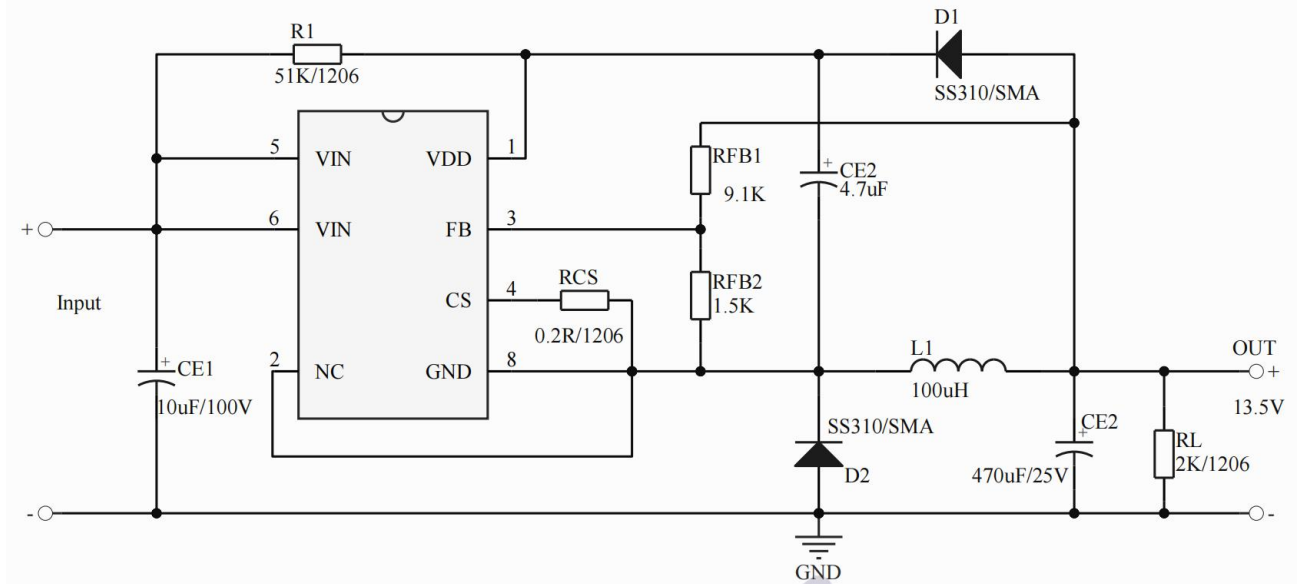 R1
51K/1206
D1
SS310/SMA
5
VIN
VDD
1
RFB1
9.1K
+
CE2
4.7uF
+
6
VIN
FB
3
Input
CS
4
RCS
0.2R/1206
RFB2
1.5K
+
CE1
10uF/100V
2
NC
GND
8
L1
100uH
OUT
+
13.5V
SS310/SMA
D2
+
CE2
470uF/25V
RL
2K/1206
-
-
GND